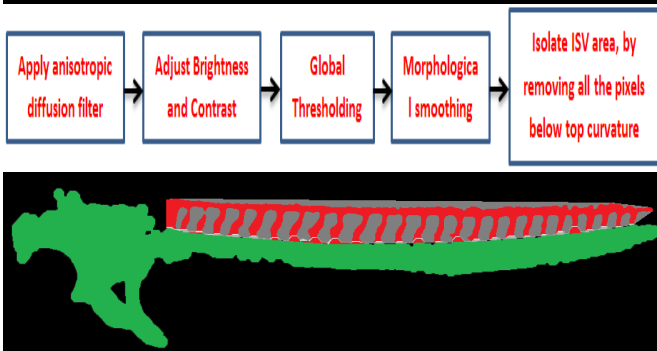 Apply anisotropic
diffusion filter
Adjust Brightness
and Contrast
Global
Thresholding
Morphologica
l smoothing
Isolate ISV area, by
removing all the pixels
below top curvature